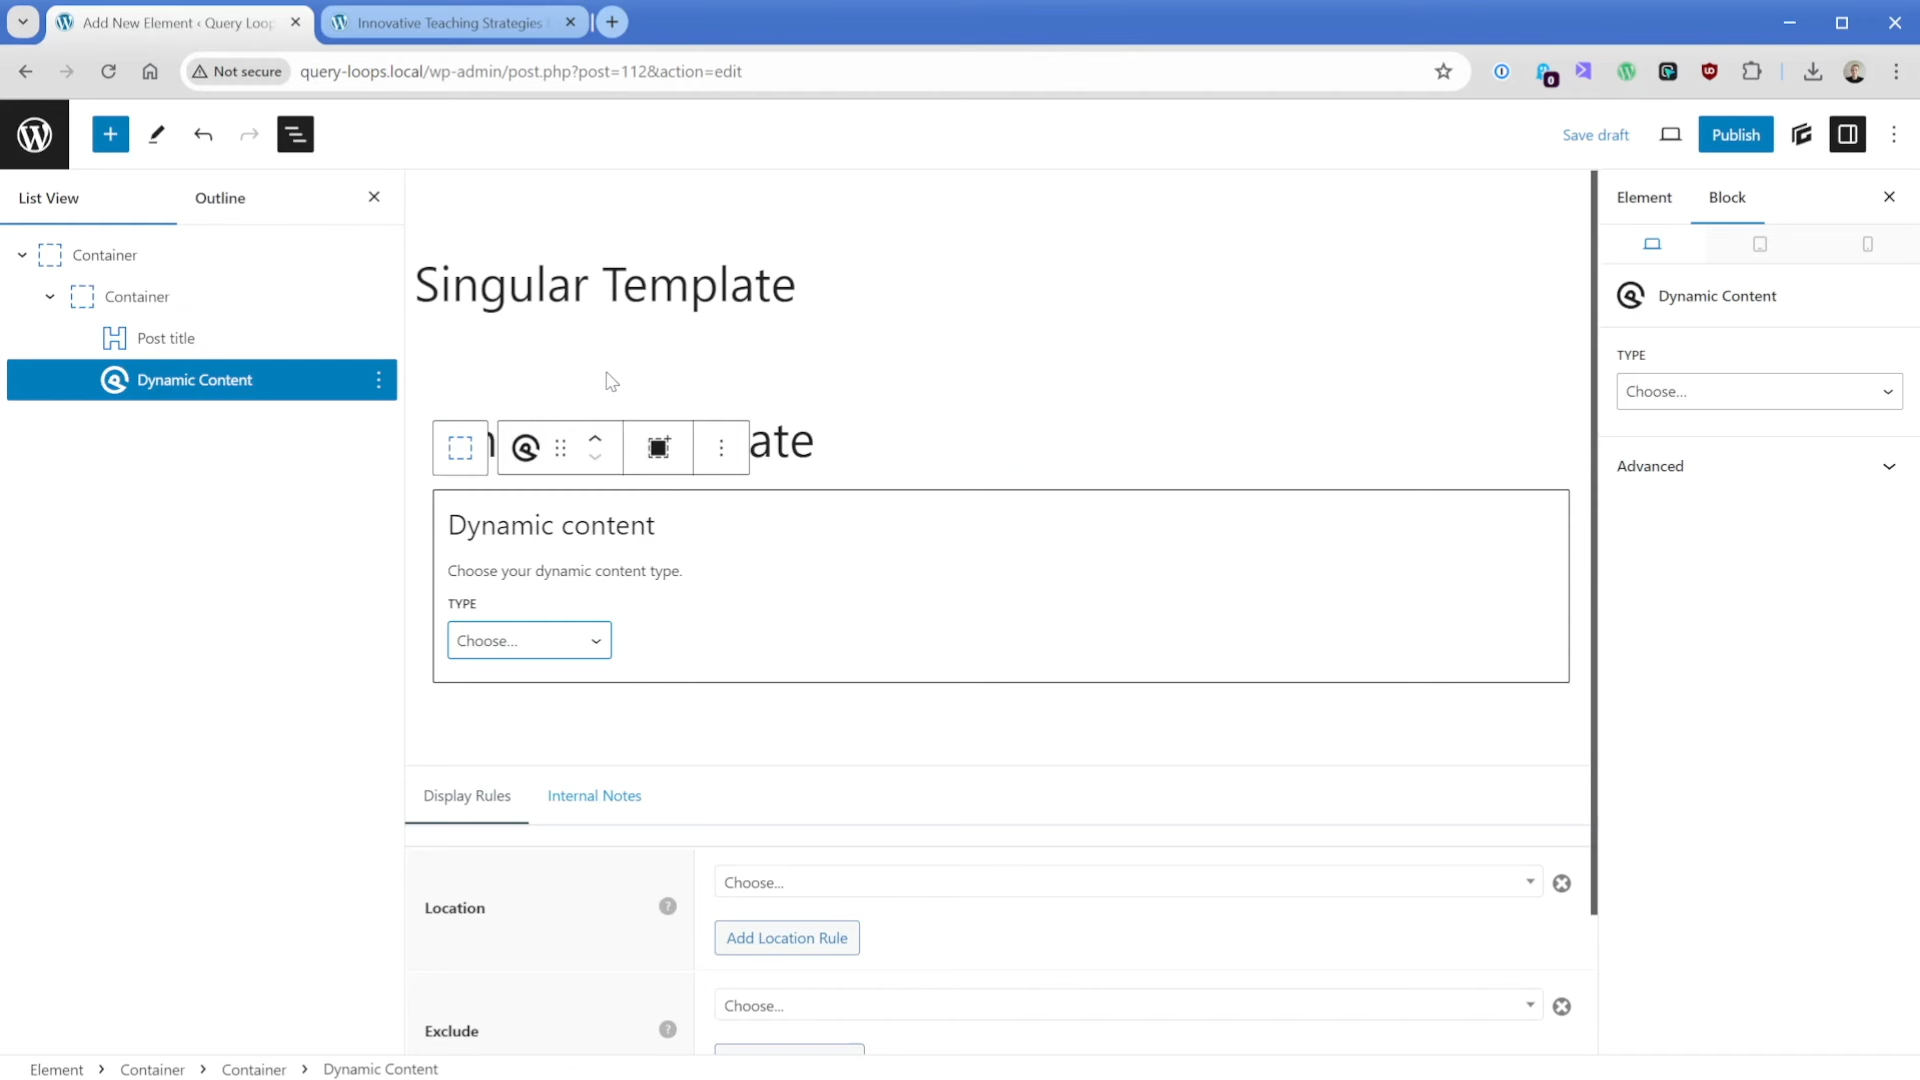 Add New Element ‹ Query Loop
Innovative Teaching Strategies
Not secure
query-loops.local/wp-admin/post.php?post=112&action=edit
0
Save draft
Publish
List View
Outline
Element
Block
Container
Container
Post title
Dynamic Content
Singular Template
ate
Dynamic content
Choose your dynamic content type.
TYPE
Choose...
Dynamic Content
TYPE
Choose...
Advanced
Display Rules
Internal Notes
Location
?
Choose...
Add Location Rule
Exclude
?
Choose...
Element
Container
Container
Dynamic Content